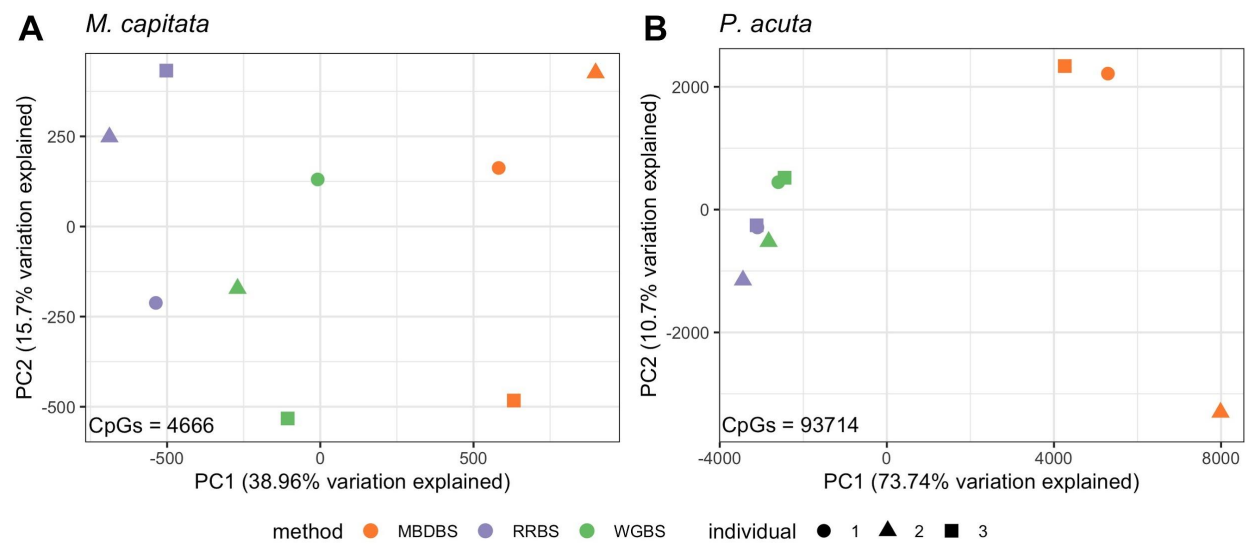 A M. capitata
PC2 (15.7% variation explained)
250
0
-250
-500
CpGs = 4666
-500 0 500
PC1 (38.96% variation explained)
B P. acuta
PC2 (10.7% variation explained)
2000
0
-2000
CpGs = 93714
-4000 0 4000 8000
PC1 (73.74% variation explained)
method MBDBS RRBS WGBS individual 1 2 3